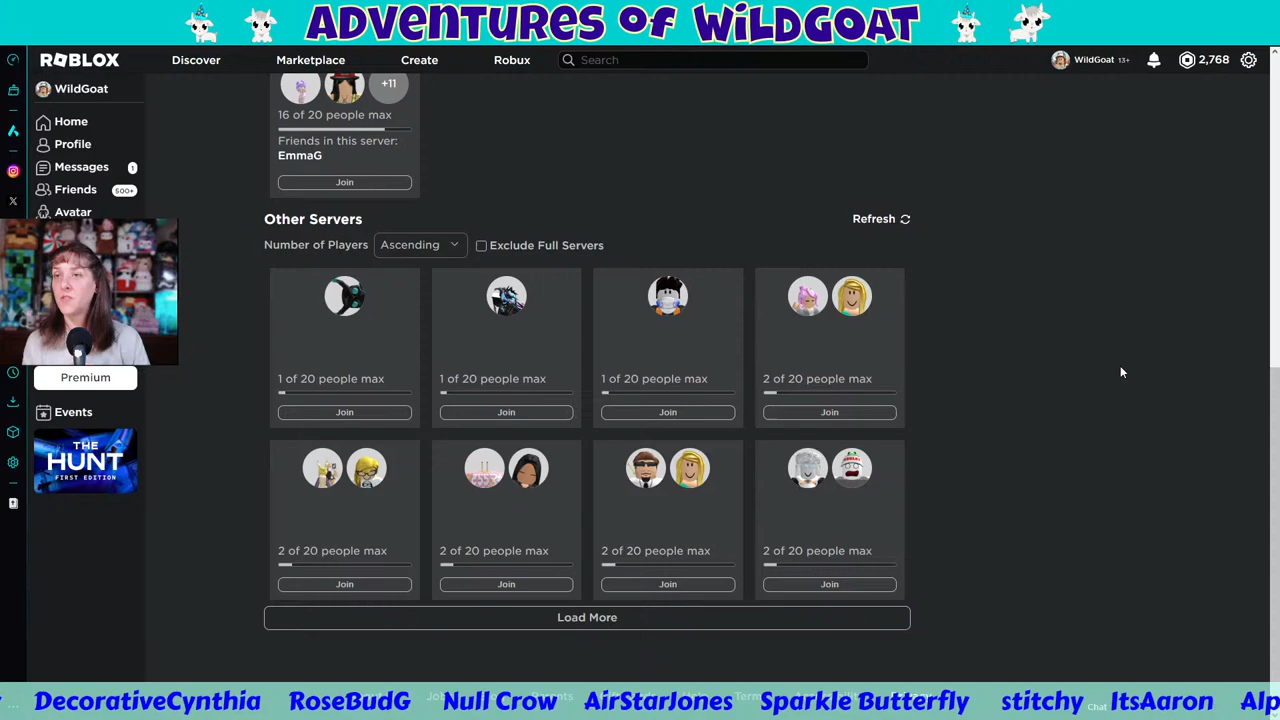 ADVENTURES OF WILDGOAT
ROBLOX
Discover
Marketplace
Create
Robux
Search
WildGoat 13+
2,768
WildGoat
Home
Profile
Messages 1
Friends 500+
Avatar
Premium
Events
THE
HUNT
FIRST EDITION
+11
16 of 20 people max
Friends in this server:
EmmaG
Join
Other Servers
Refresh
Number of Players Ascending Exclude Full Servers
1 of 20 people max
Join
1 of 20 people max
Join
1 of 20 people max
Join
2 of 20 people max
Join
2 of 20 people max
Join
2 of 20 people max
Join
2 of 20 people max
Join
2 of 20 people max
Join
Load More
Chat
DecorativeCynthia RoseBudG Null Crow AirStarJones Sparkle Butterfly stitchy ItsAaron Alp